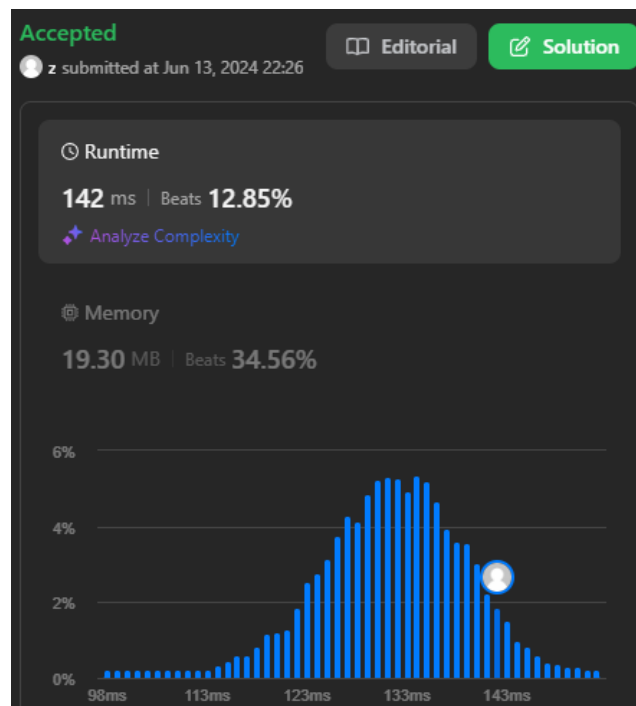 Accepted
Editorial
Solution
z submitted at Jun 13, 2024 22:26
Runtime
142 ms | Beats 12.85%
Analyze Complexity
Memory
19.30 MB | Beats 34.56%
6%
4%
2%
0%
98ms 113ms 123ms 133ms 143ms